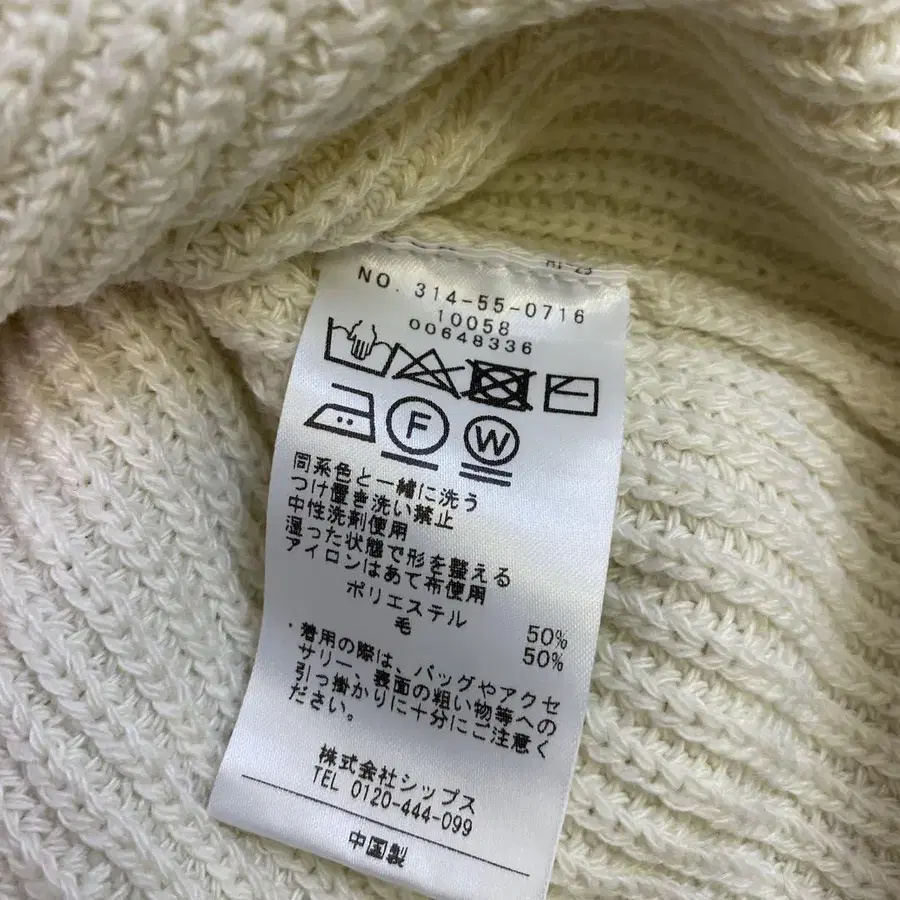 NO. 314-55-0716
10058
00648336
F
W
同系色と一緒に洗う
つけ置き洗い禁止
中性洗剤使用
湿った状態で形を整える
アイロンはあて布使用
ポリエステル 50%
毛 50%
・着用の際は、バッグやアクセ
サリー、表面の粗い物等への
引っ掛かりに十分にご注意く
ださい。
株式会社シップス
TEL 0120-444-099
中国製